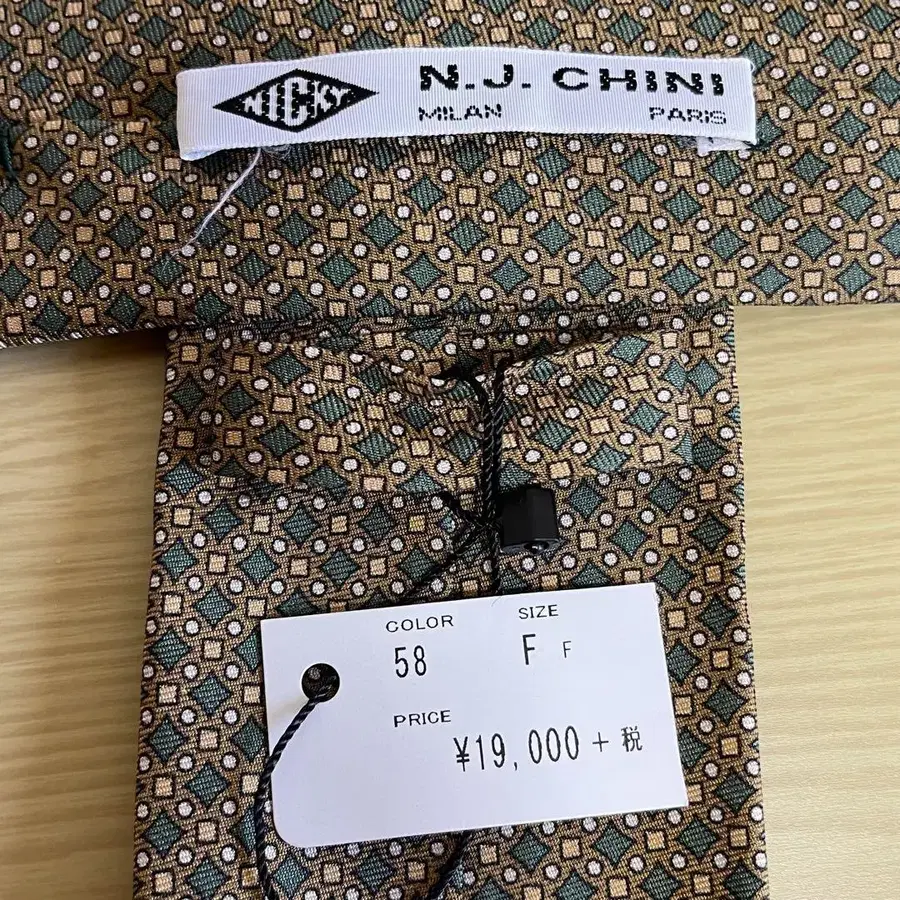 NICKY
N.J. CHINI
MILAN PARIS
COLOR SIZE
58 F F
PRICE
¥19,000 + 税